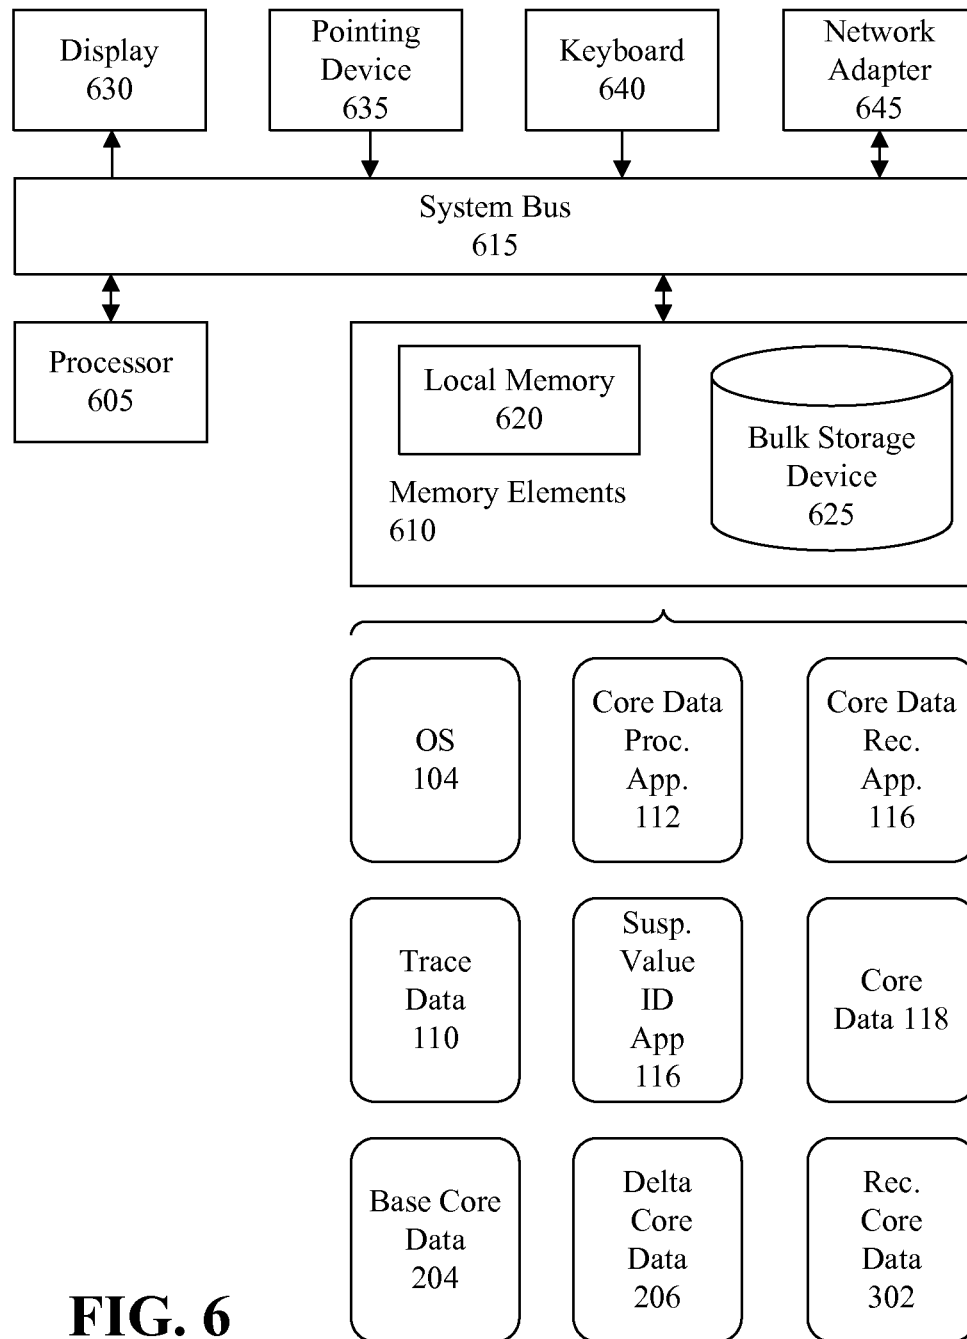 Display
630
Pointing
Device
635
Keyboard
640
Network
Adapter
645
System Bus
615
Processor
605
Local Memory
620
Memory Elements
610
Bulk Storage
Device
625
OS
104
Core Data
Proc.
App.
112
Core Data
Rec.
App.
116
Trace
Data
110
Susp.
Value
ID
App
116
Core
Data 118
Base Core
Data
204
Delta
Core
Data
206
Rec.
Core
Data
302
FIG. 6